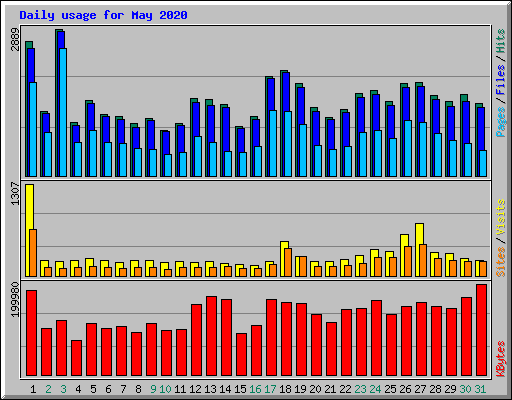 Daily usage for May 2020
2889
Pages / Files / Hits
1307
Sites / Visits
199980
KBytes
1 2 3 4 5 6 7 8 9 10 11 12 13 14 15 16 17 18 19 20 21 22 23 24 25 26 27 28 29 30 31